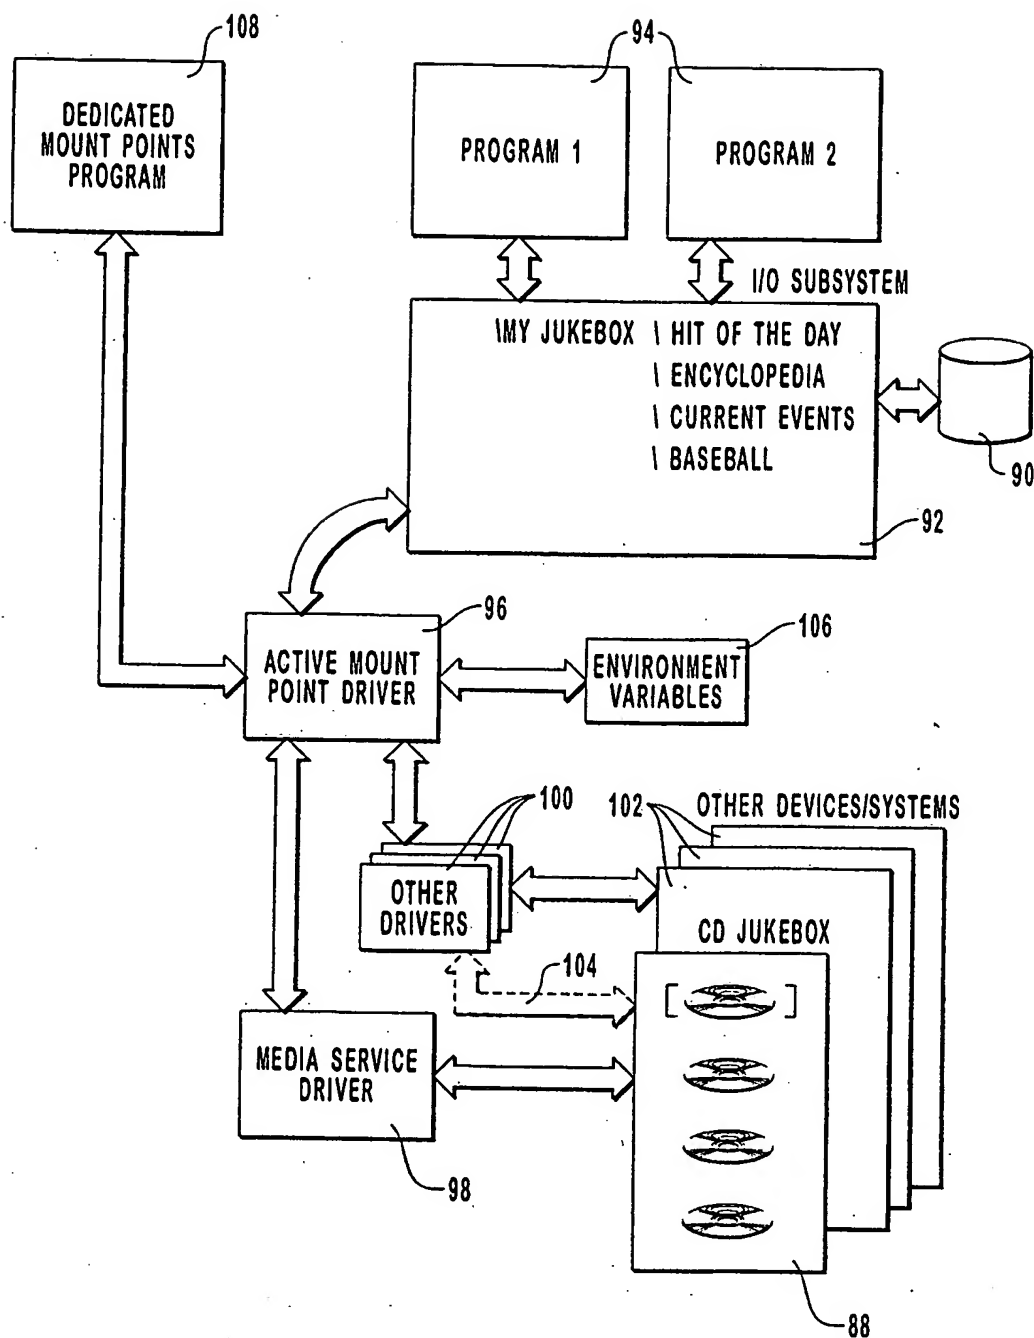 108
94
DEDICATED
MOUNT POINTS
PROGRAM
PROGRAM 1
PROGRAM 2
I/O SUBSYSTEM
\MY JUKEBOX \ HIT OF THE DAY
\ ENCYCLOPEDIA
\ CURRENT EVENTS
\ BASEBALL
90
92
96
106
ACTIVE MOUNT
POINT DRIVER
ENVIRONMENT
VARIABLES
100
102
OTHER DEVICES/SYSTEMS
OTHER
DRIVERS
CD JUKEBOX
104
[ ]
MEDIA SERVICE
DRIVER
98
88